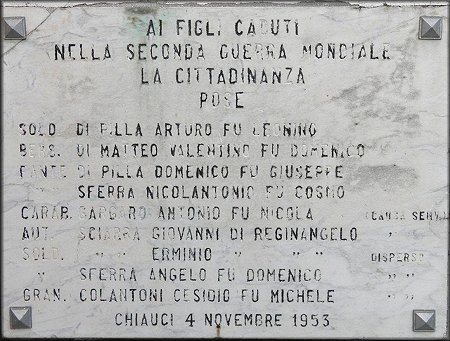 AI FIGLI CADUTI
NELLA SECONDA GUERRA MONDIALE
LA CITTADINANZA
POSE
SOLD. DI PILLA ARTURO FU LEONINO
BERS. DI MATTEO VALENTINO FU DOMENICO
FANTE DI PILLA DOMENICO FU GIUSEPPE
" SFERRA NICOLANTONIO FU COSMO
CARAB. BARBARO ANTONIO FU NICOLA (CAUSA SERV.)
AUT. SCIARRA GIOVANNI DI REGINANGELO "
SOLD. " " ERMINIO " " " DISPERSO
" SFERRA ANGELO FU DOMENICO " "
GRAN. COLANTONI CESIDIO FU MICHELE " "
CHIAUCI 4 NOVEMBRE 1953